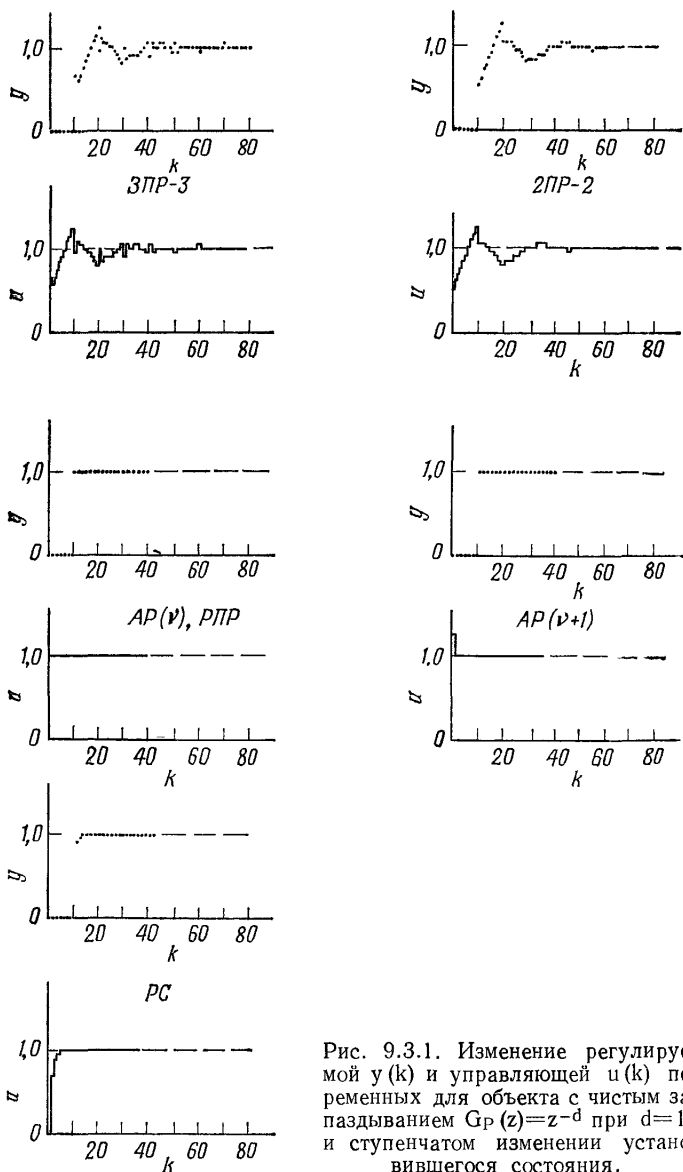 1,0 1,0
y y
0 0
20 40 60 80 20 40 60 80
k k
3ПР-3 2ПР-2
1,0 1,0
u u
0 0
20 40 60 80 20 40 60 80
k k
1,0 1,0
y y
0 0
20 40 60 80 20 40 60 80
k k
АР(ν), РПР АР(ν+1)
1,0 1,0
u u
0 0
20 40 60 80 20 40 60 80
k k
1,0
y
0
20 40 60 80
k
РС
1,0
u
0
20 40 60 80
k
Рис. 9.3.1. Изменение регулируе
мой y (k) и управляющей u (k) пе
ременных для объекта с чистым за
паздыванием Gp (z)=z−d при d=1
и ступенчатом изменении устано
вившегося состояния.